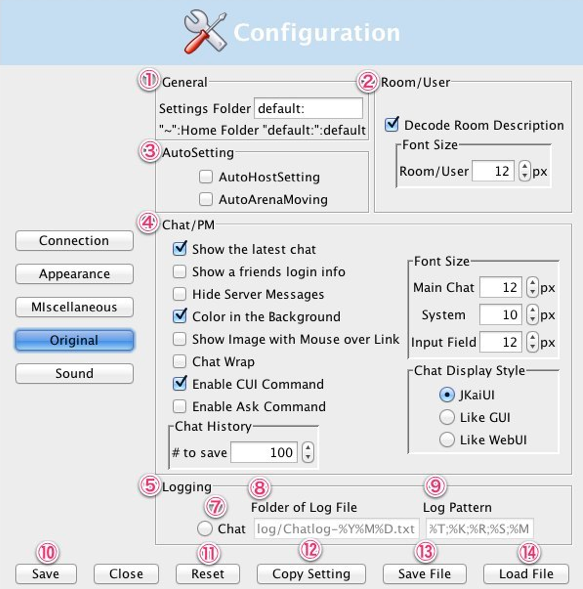 Configuration
① General
Settings Folder default:
"~":Home Folder "default:":default
② Room/User
Decode Room Description
Font Size
Room/User 12 px
③ AutoSetting
AutoHostSetting
AutoArenaMoving
Connection
Appearance
MIscellaneous
Original
Sound
④ Chat/PM
Show the latest chat
Show a friends login info
Hide Server Messages
Color in the Background
Show Image with Mouse over Link
Chat Wrap
Enable CUI Command
Enable Ask Command
Chat History
# to save 100
Font Size
Main Chat 12 px
System 10 px
Input Field 12 px
Chat Display Style
JKaiUI
Like GUI
Like WebUI
⑤ Logging
⑦ Chat
⑧ Folder of Log File
log/Chatlog-%Y%M%D.txt
⑨ Log Pattern
%T;%K;%R;%S;%M
⑩ Save
Close
⑪ Reset
⑫ Copy Setting
⑬ Save File
⑭ Load File